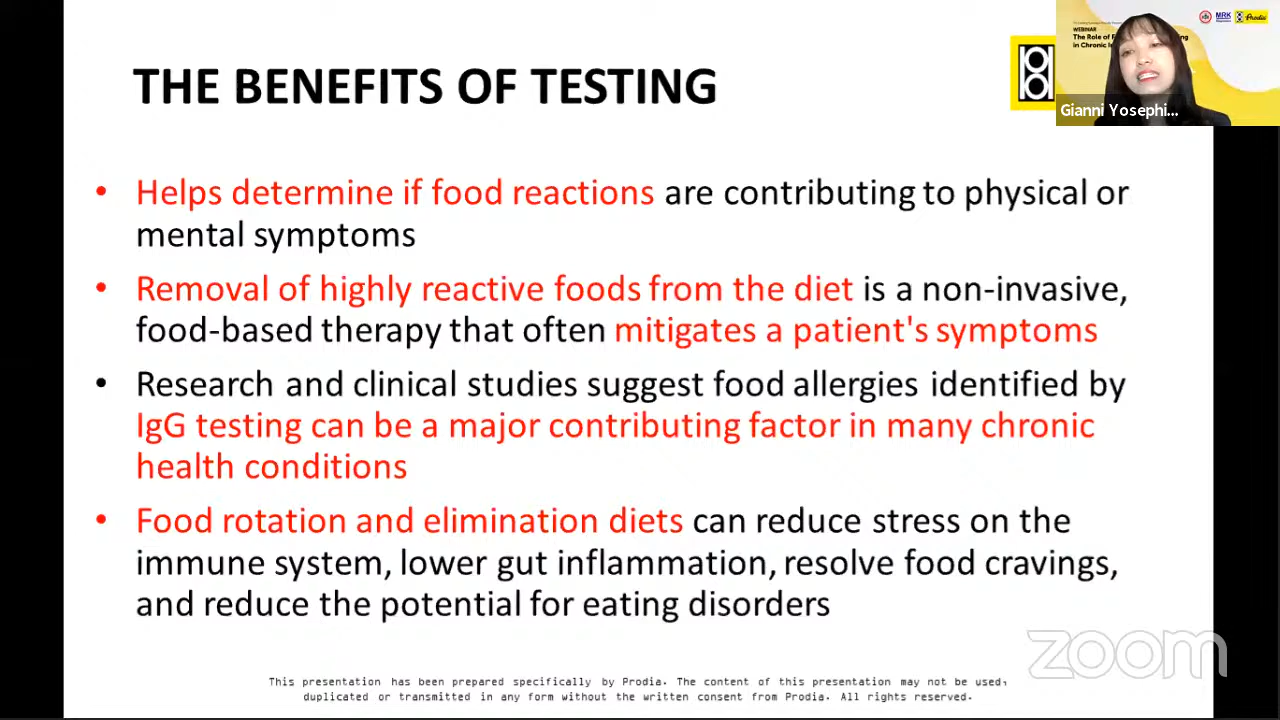 THE BENEFITS OF TESTING
WEBINAR
MRK
Prodia
Gianni Yosephi...
• Helps determine if food reactions are contributing to physical or
mental symptoms
• Removal of highly reactive foods from the diet is a non-invasive,
food-based therapy that often mitigates a patient's symptoms
• Research and clinical studies suggest food allergies identified by
IgG testing can be a major contributing factor in many chronic
health conditions
• Food rotation and elimination diets can reduce stress on the
immune system, lower gut inflammation, resolve food cravings,
and reduce the potential for eating disorders
zoom
This presentation has been prepared specifically by Prodia. The content of this presentation may not be used,
duplicated or transmitted in any form without the written consent from Prodia. All rights reserved.